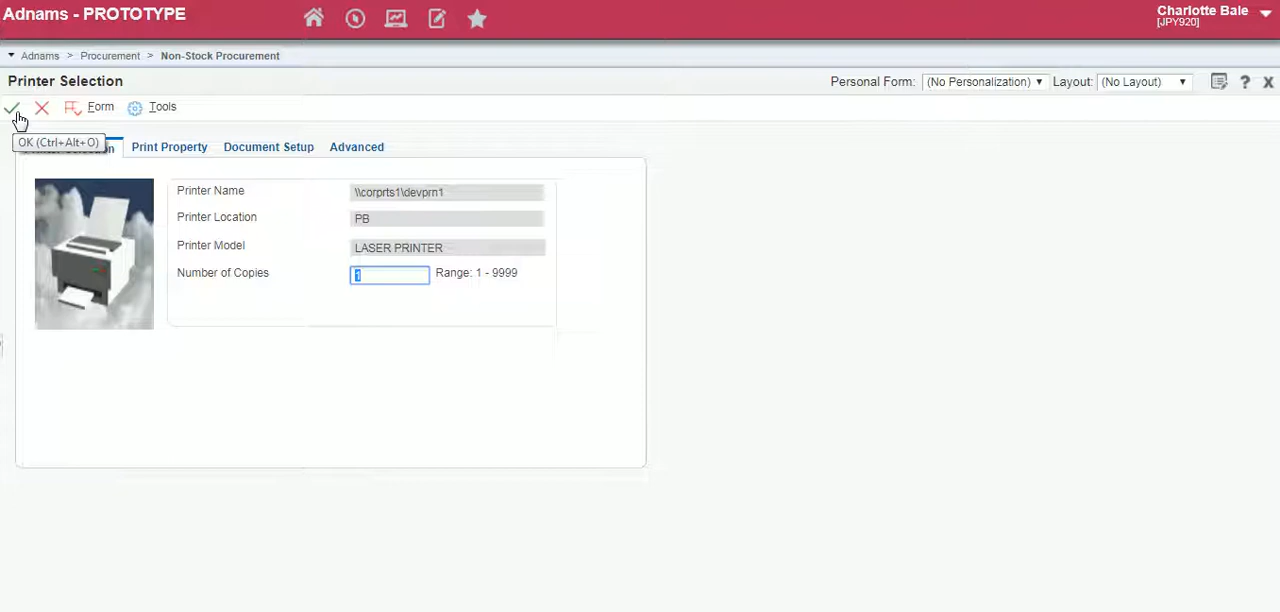 Adnams - PROTOTYPE
Charlotte Bale
[JPY920]
Adnams > Procurement > Non-Stock Procurement
Printer Selection
Personal Form: (No Personalization) Layout: (No Layout) ? X
Form Tools
OK (Ctrl+Alt+O)
Print Property Document Setup Advanced
Printer Name \\corprts1\devprn1
Printer Location PB
Printer Model LASER PRINTER
Number of Copies 1 Range: 1 - 9999